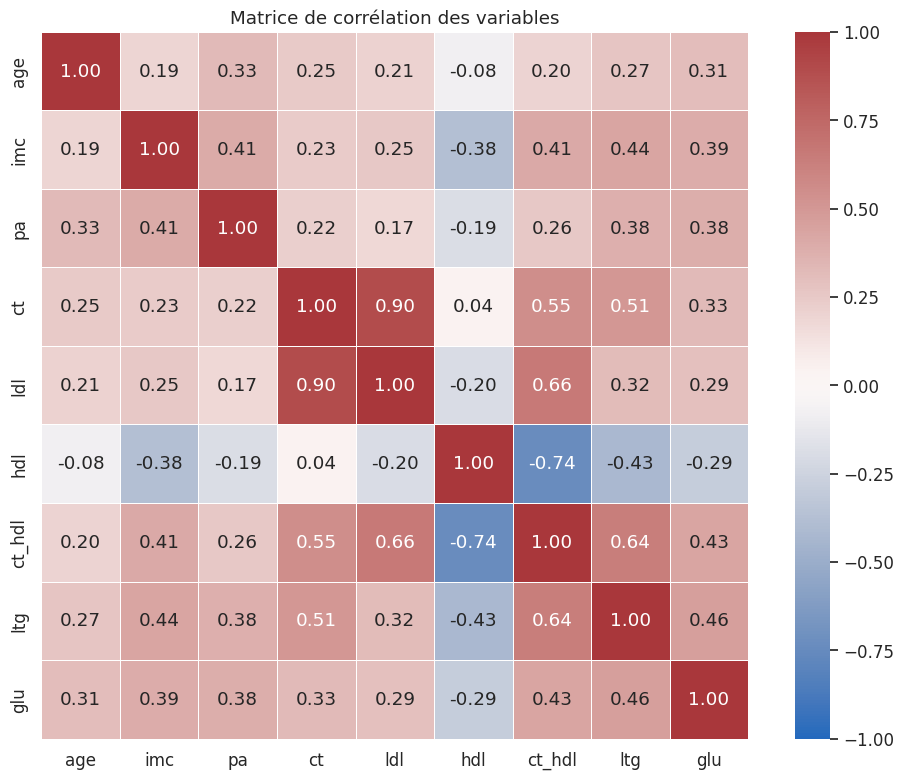 Matrice de corrélation des variables
age 1.00 0.19 0.33 0.25 0.21 -0.08 0.20 0.27 0.31
imc 0.19 1.00 0.41 0.23 0.25 -0.38 0.41 0.44 0.39
pa 0.33 0.41 1.00 0.22 0.17 -0.19 0.26 0.38 0.38
ct 0.25 0.23 0.22 1.00 0.90 0.04 0.55 0.51 0.33
ldl 0.21 0.25 0.17 0.90 1.00 -0.20 0.66 0.32 0.29
hdl -0.08 -0.38 -0.19 0.04 -0.20 1.00 -0.74 -0.43 -0.29
ct_hdl 0.20 0.41 0.26 0.55 0.66 -0.74 1.00 0.64 0.43
ltg 0.27 0.44 0.38 0.51 0.32 -0.43 0.64 1.00 0.46
glu 0.31 0.39 0.38 0.33 0.29 -0.29 0.43 0.46 1.00
age imc pa ct ldl hdl ct_hdl ltg glu
1.00
0.75
0.50
0.25
0.00
−0.25
−0.50
−0.75
−1.00